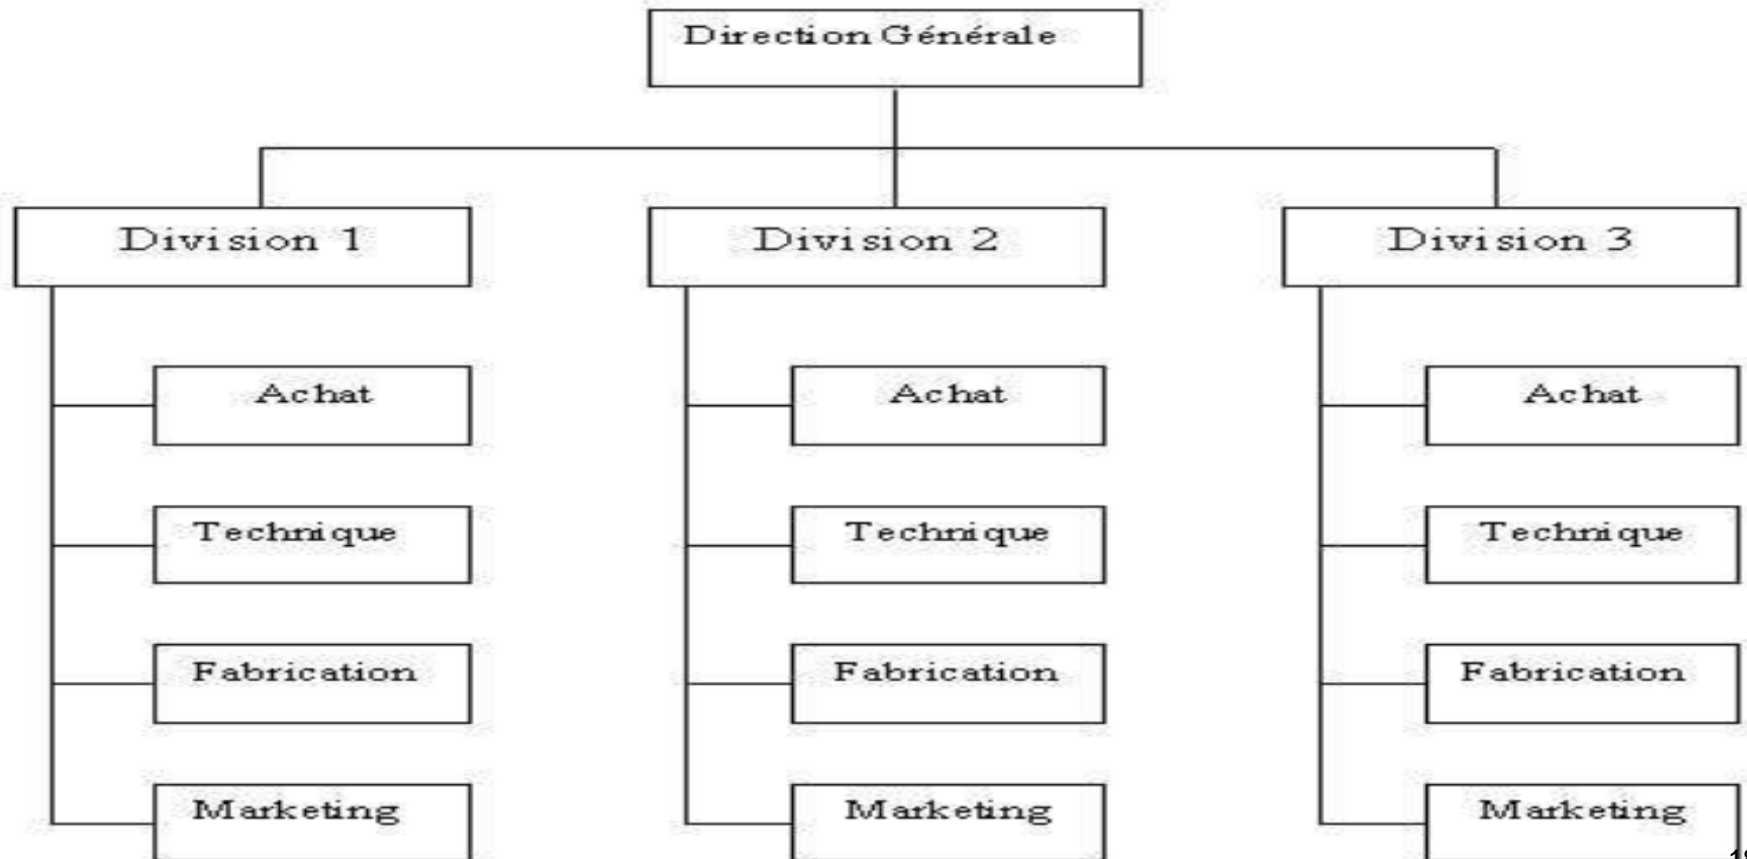 Direction Générale
Division 1
Division 2
Division 3
Achat
Achat
Achat
Technique
Technique
Technique
Fabrication
Fabrication
Fabrication
Marketing
Marketing
Marketing